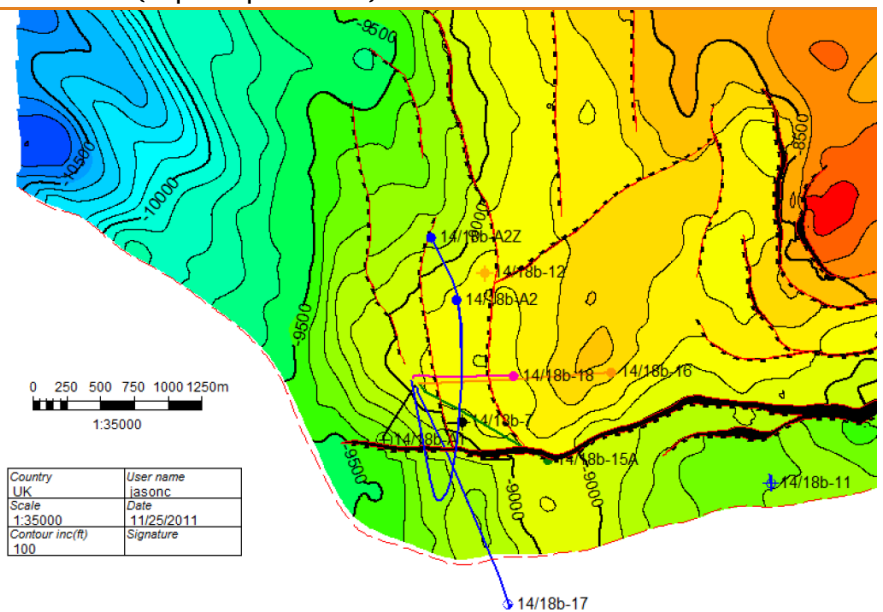 -9500
-8500
-10500
-10000
-9000
14/18b-A2Z
14/18b-12
14/18b-A2
-9500
14/18b-18
14/18b-16
0 250 500 750 1000 1250m
1:35000
14/18b-7
14/18b-A1
14/18b-15A
-9500
-9000
-9000
14/18b-11
Country User name
UK jasonc
Scale Date
1:35000 11/25/2011
Contour inc(ft) Signature
100
14/18b-17